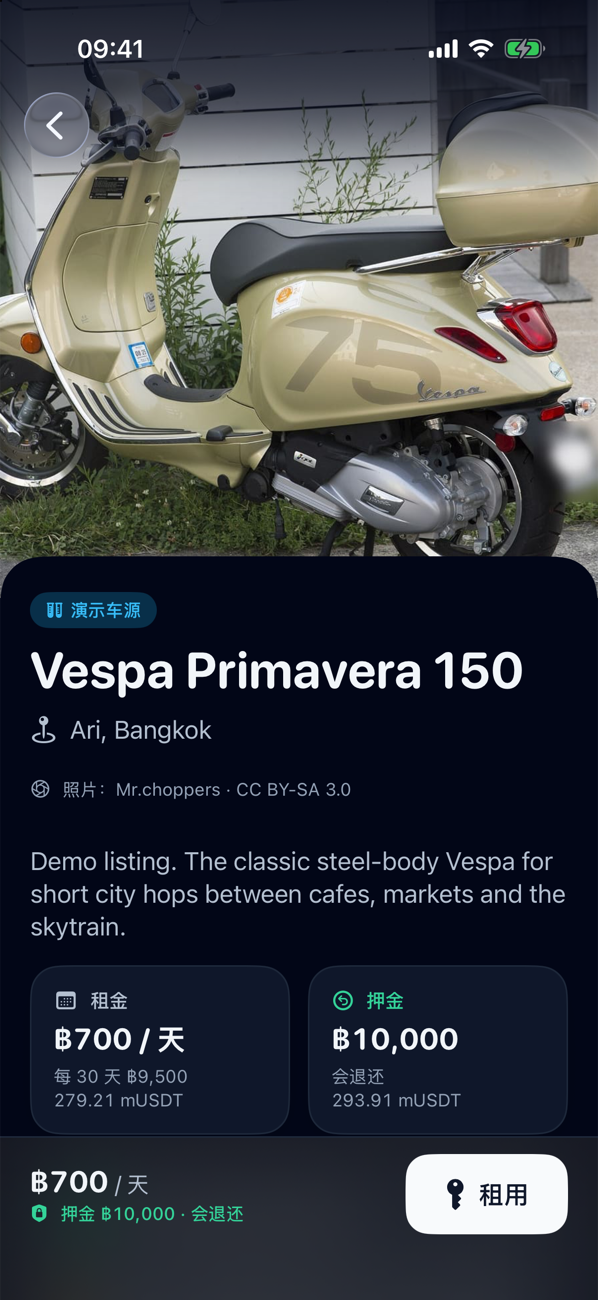 09:41
75
Vespa
演示车源
Vespa Primavera 150
Ari, Bangkok
照片：Mr.choppers · CC BY-SA 3.0
Demo listing. The classic steel-body Vespa for
short city hops between cafes, markets and the
skytrain.
租金
฿700 / 天
每 30 天 ฿9,500
279.21 mUSDT
押金
฿10,000
会退还
293.91 mUSDT
฿700 / 天
押金 ฿10,000 · 会退还
租用